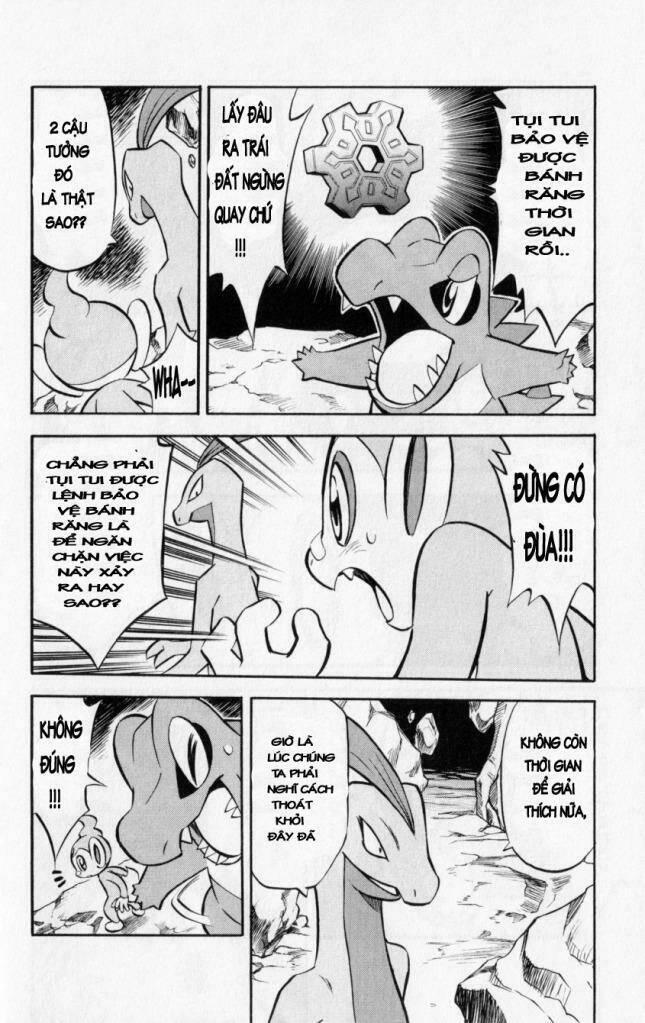 TỤI TUI
BẢO VỆ
ĐƯỢC
BÁNH
RĂNG
THỜI
GIAN
RỒI..
LẤY ĐÂU
RA TRÁI
ĐẤT NGỪNG
QUAY CHỨ
!!!
2 CẬU
TƯỞNG
ĐÓ
LÀ THẬT
SAO??
WHA--
ĐỪNG CÓ
ĐÙA!!!
CHẲNG PHẢI
TỤI TUI ĐƯỢC
LỆNH BẢO
VỆ BÁNH
RĂNG LÀ
ĐỂ NGĂN
CHẶN VIỆC
NÀY XẢY
RA HAY
SAO??
KHÔNG CÒN
THỜI GIAN
ĐỂ GIẢI
THÍCH NỮA,
GIỜ LÀ
LÚC CHÚNG
TA PHẢI
NGHĨ CÁCH
THOÁT
KHỎI
ĐÂY ĐÃ
KHÔNG
ĐÚNG
!!!